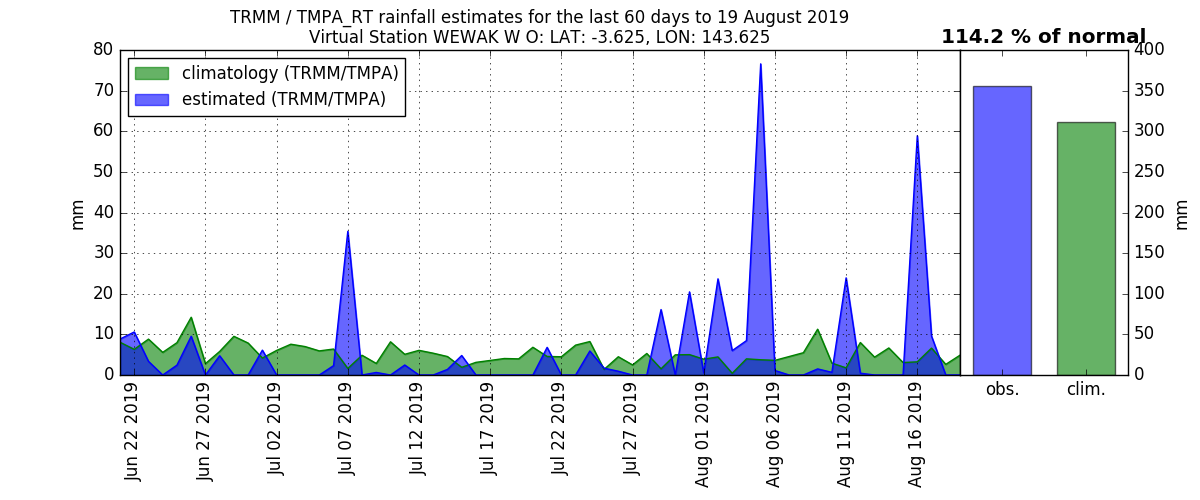 TRMM / TMPA_RT rainfall estimates for the last 60 days to 19 August 2019
Virtual Station WEWAK W O: LAT: -3.625, LON: 143.625
114.2 % of normal
climatology (TRMM/TMPA)
estimated (TRMM/TMPA)
mm
80
70
60
50
40
30
20
10
0
Jun 22 2019
Jun 27 2019
Jul 02 2019
Jul 07 2019
Jul 12 2019
Jul 17 2019
Jul 22 2019
Jul 27 2019
Aug 01 2019
Aug 06 2019
Aug 11 2019
Aug 16 2019
obs.
clim.
400
350
300
250
200
150
100
50
0
mm